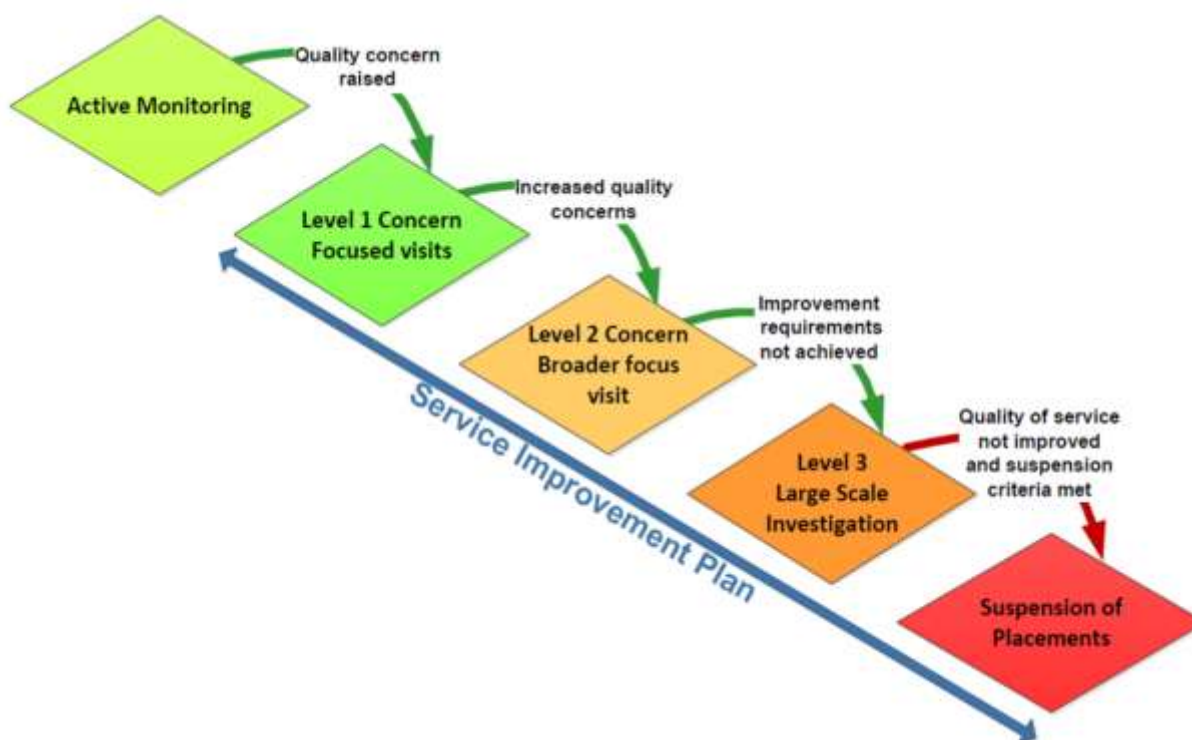 Active Monitoring
Quality concern
raised
Level 1 Concern
Focused visits
Increased quality
concerns
Level 2 Concern
Broader focus
visit
Improvement
requirements
not achieved
Level 3
Large Scale
Investigation
Quality of service
not improved
and suspension
criteria met
Suspension of
Placements
Service Improvement Plan